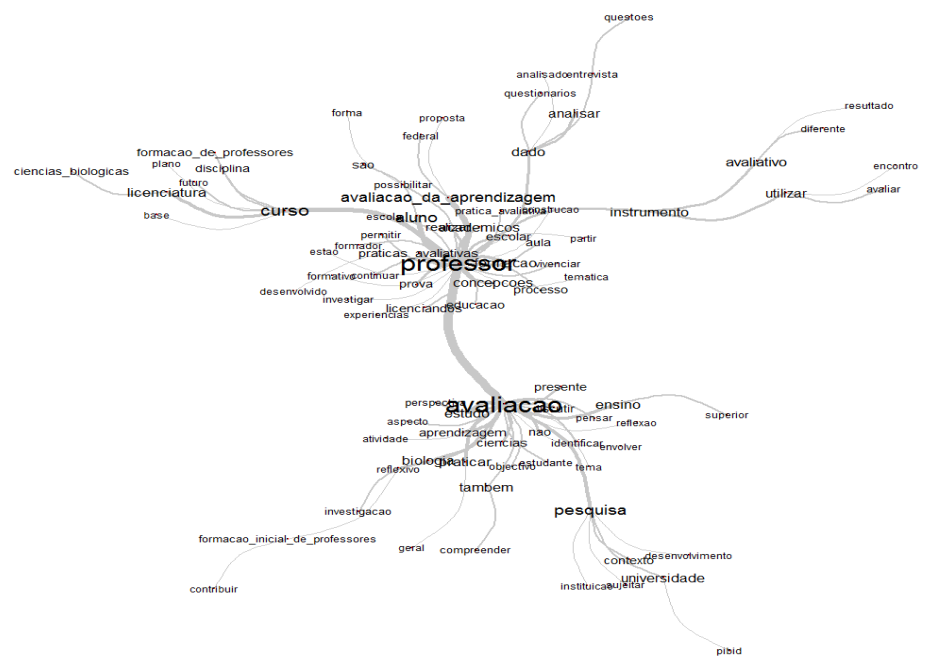 questoes
analisado
entrevista
questionarios
analisar
resultado
forma
proposta
diferente
federal
dado
formacao_de_professores
plano
sao
avaliativo
ciencias_biologicas
disciplina
encontro
futuro
possibilitar
licenciatura
avaliacao_da_aprendizagem
utilizar
avaliar
curso
pratica_avaliativa
instrumento
base
escola
aluno
academicos
permitir
escolar
partir
formador
aula
estao
praticas_avaliativas
professor
vivenciar
formativo
continuar
tematica
prova
concepcoes
desenvolvido
processo
investigar
licenciandos
educacao
experiencias
presente
perspectiva
avaliacao
discutir
ensino
estudo
superior
aspecto
pensar
reflexao
aprendizagem
nao
atividade
ciencias
identificar
envolver
biologia
praticar
objectivo
estudante
tema
reflexivo
tambem
investigacao
pesquisa
formacao_inicial_de_professores
geral
compreender
desenvolvimento
contexto
universidade
contribuir
instituicao
sujeitar
pibid